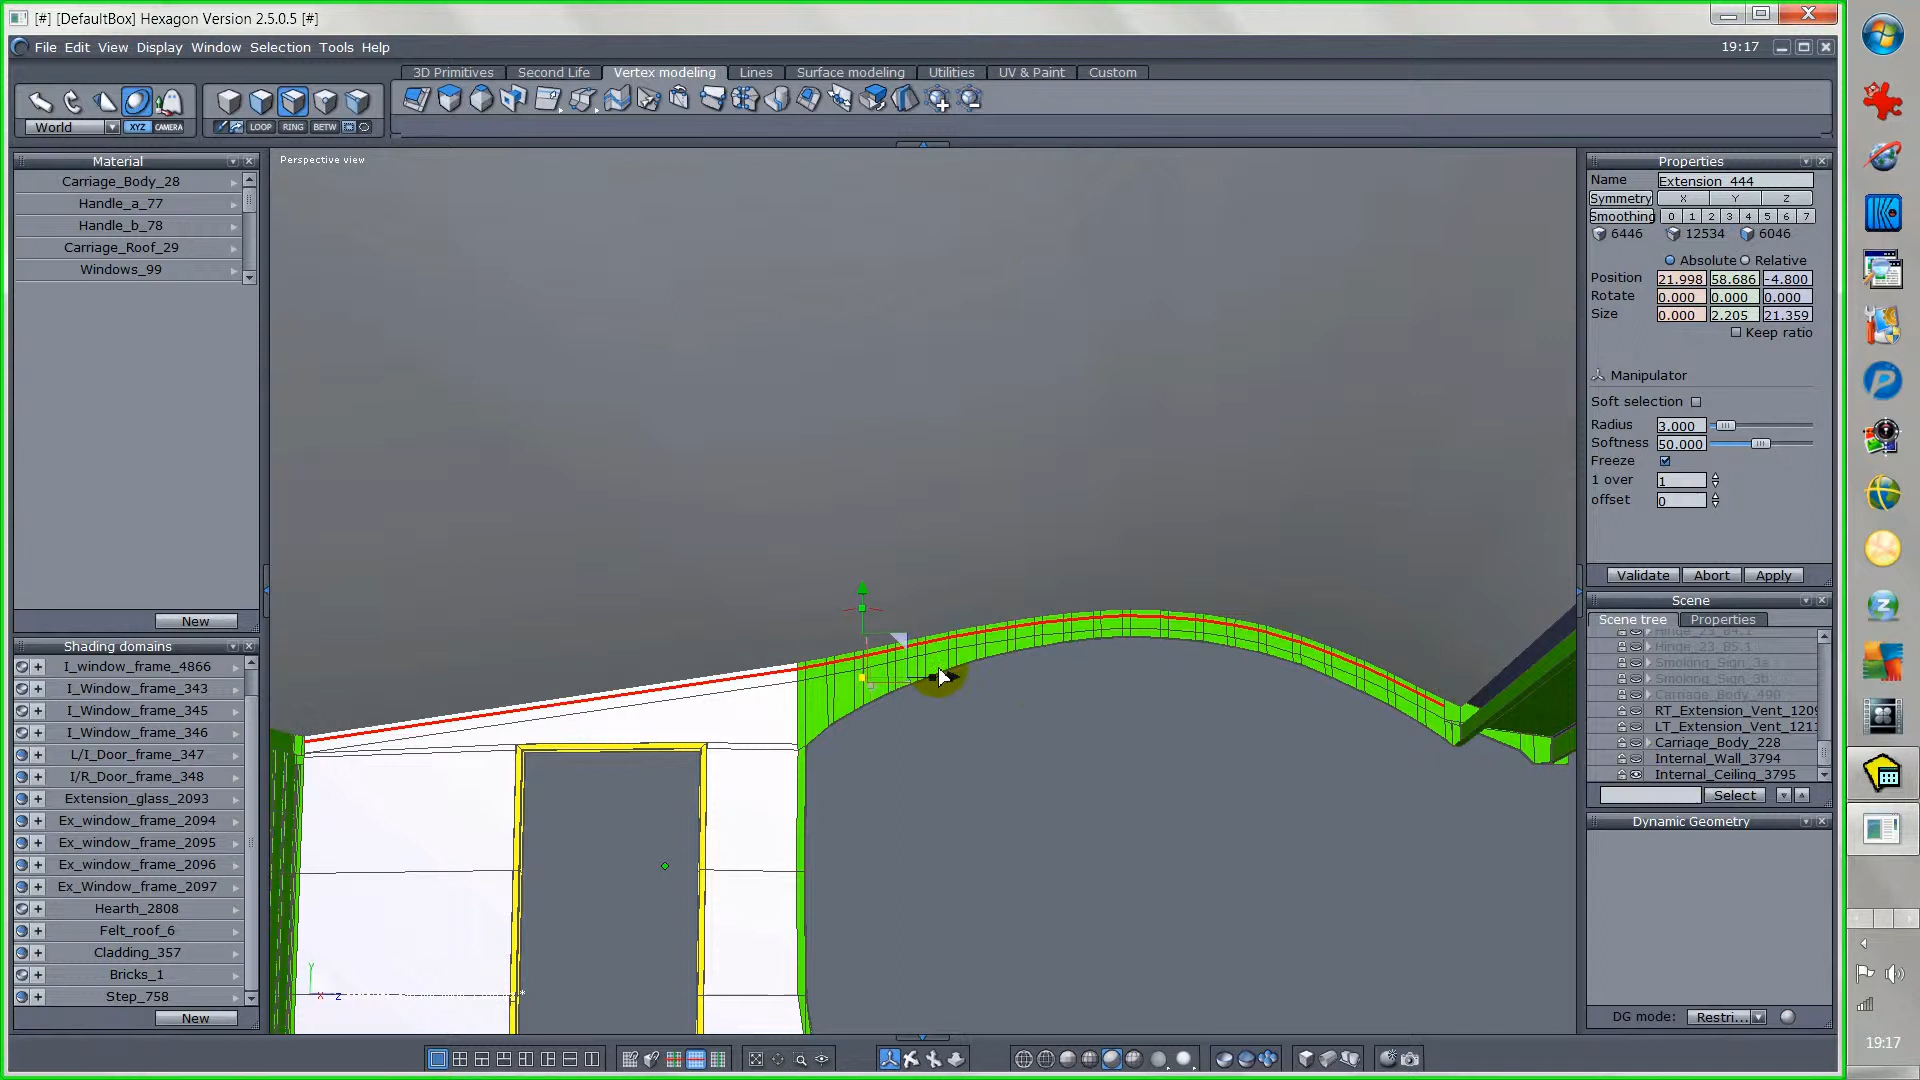 [#] [DefaultBox] Hexagon Version 2.5.0.5 [#]
File Edit View Display Window Selection Tools Help
19:17
3D Primitives Second Life Vertex modeling Lines Surface modeling Utilities UV & Paint Custom
World XYZ CAMERA LOOP RING BETW
Material
Carriage_Body_28
Handle_a_77
Handle_b_78
Carriage_Roof_29
Windows_99
New
Shading domains
I_window_frame_4866
I_Window_frame_343
I_Window_frame_345
I_Window_frame_346
L/I_Door_frame_347
I/R_Door_frame_348
Extension_glass_2093
Ex_window_frame_2094
Ex_window_frame_2095
Ex_window_frame_2096
Ex_Window_frame_2097
Hearth_2808
Felt_roof_6
Cladding_357
Bricks_1
Step_758
New
Perspective view
Y
X Z
Properties
Name Extension_444
Symmetry X Y Z
Smoothing 0 1 2 3 4 5 6 7
6446 12534 6046
Absolute Relative
Position 21.998 58.686 -4.800
Rotate 0.000 0.000 0.000
Size 0.000 2.205 21.359
Keep ratio
Manipulator
Soft selection
Radius 3.000
Softness 50.000
Freeze
1 over 1
offset 0
Validate Abort Apply
Scene
Scene tree Properties
Hinge_23_B5.1
Smoking_Sign_3a
Smoking_Sign_3b
Carriage_Body_490
RT_Extension_Vent_1209
LT_Extension_Vent_1211
Carriage_Body_228
Internal_Wall_3794
Internal_Ceiling_3795
Select
Dynamic Geometry
DG mode: Restri...
19:17